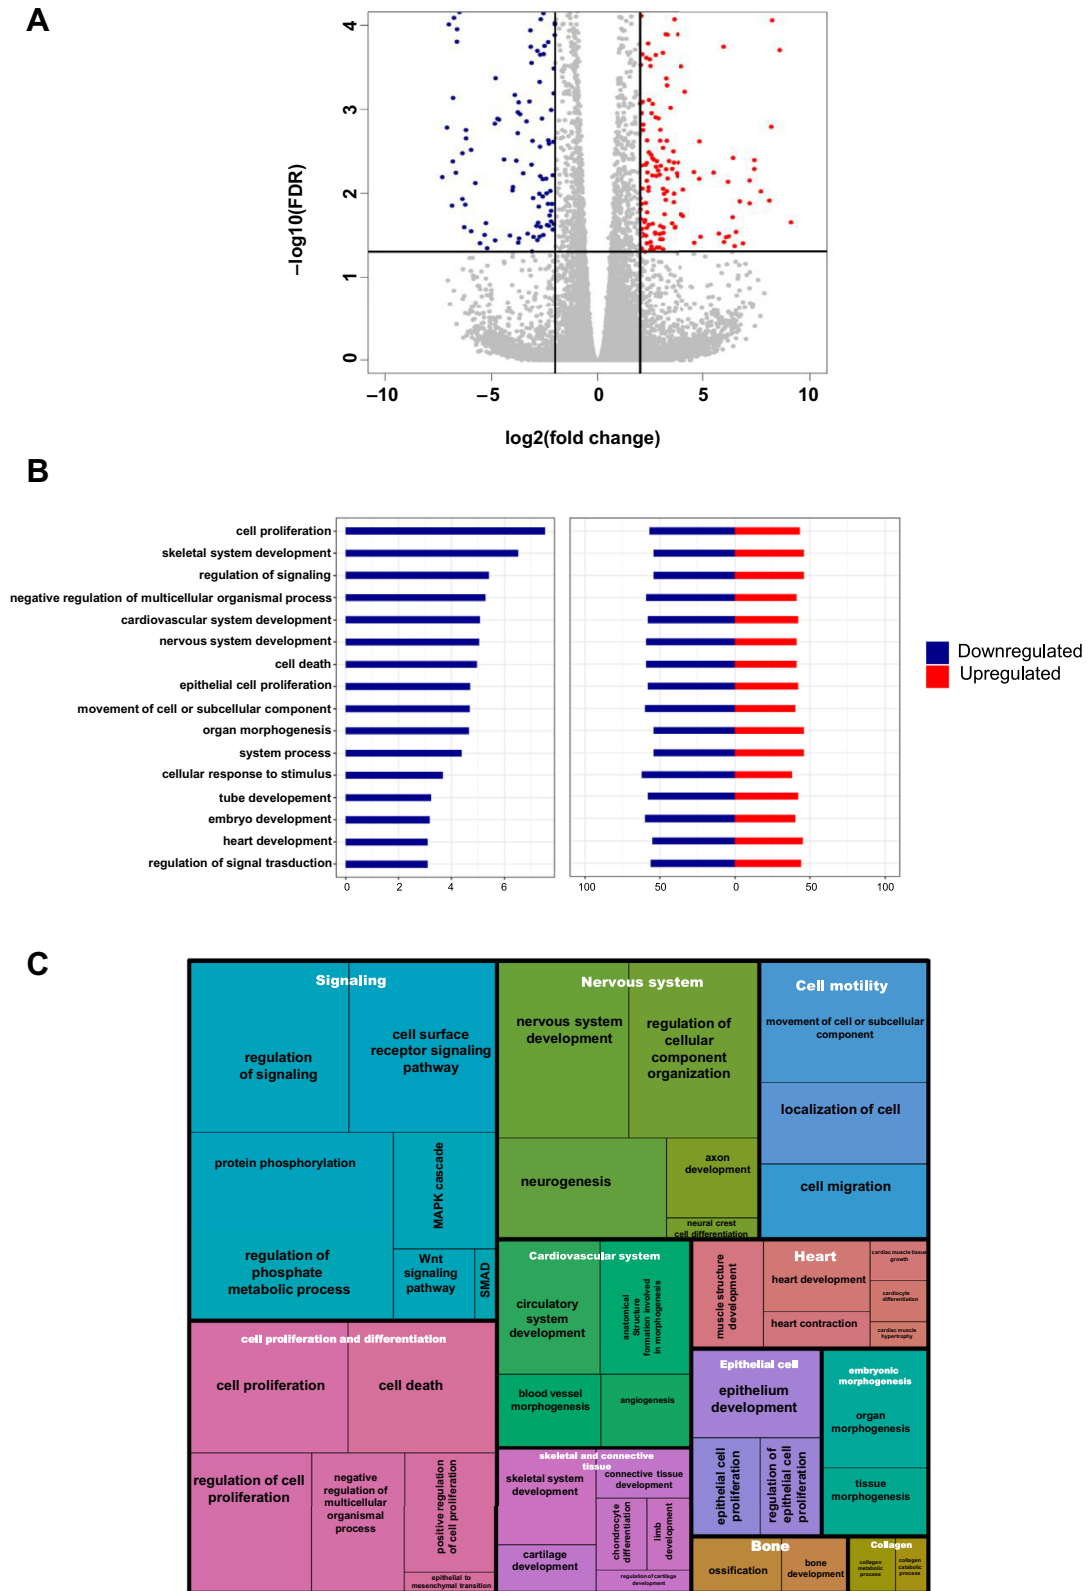 A
4
3
2
1
0
–log10(FDR)
–10
–5
0
5
10
log2(fold change)
B
cell proliferation
skeletal system development
regulation of signaling
negative regulation of multicellular organismal process
cardiovascular system development
nervous system development
cell death
epithelial cell proliferation
movement of cell or subcellular component
organ morphogenesis
system process
cellular response to stimulus
tube developement
embryo development
heart development
regulation of signal trasduction
0 2 4 6
100 50 0 50 100
Downregulated
Upregulated
C
Signaling
regulation
of signaling
cell surface
receptor signaling
pathway
protein phosphorylation
regulation of
phosphate
metabolic process
MAPK cascade
Wnt
signaling
pathway
SMAD
Nervous system
nervous system
development
regulation of
cellular
component
organization
neurogenesis
axon
development
neural crest
cell differentiation
Cell motility
movement of cell or subcellular
component
localization of cell
cell migration
cell proliferation and differentiation
cell proliferation
cell death
regulation of cell
proliferation
negative
regulation of
multicellular
organismal
process
positive regulation
of cell proliferation
epithelial to
mesenchymal transition
Cardiovascular system
circulatory
system
development
anatomical
Structure
formation involved
in morphogenesis
blood vessel
morphogenesis
angiogenesis
Heart
muscle structure
development
heart development
heart contraction
cardiac muscle tissue
growth
cardiocyte
differentiation
cardiac muscle
hypertrophy
skeletal and connective
tissue
skeletal system
development
connective tissue
development
chondrocyte
differentiation
limb
development
cartilage
development
regulation of cartilage
development
Epithelial cell
epithelium
development
epithelial cell
proliferation
regulation of
epithelial cell
proliferation
embryonic
morphogenesis
organ
morphogenesis
tissue
morphogenesis
Bone
ossification
bone
development
Collagen
collagen
metabolic
process
collagen
catabolic
process